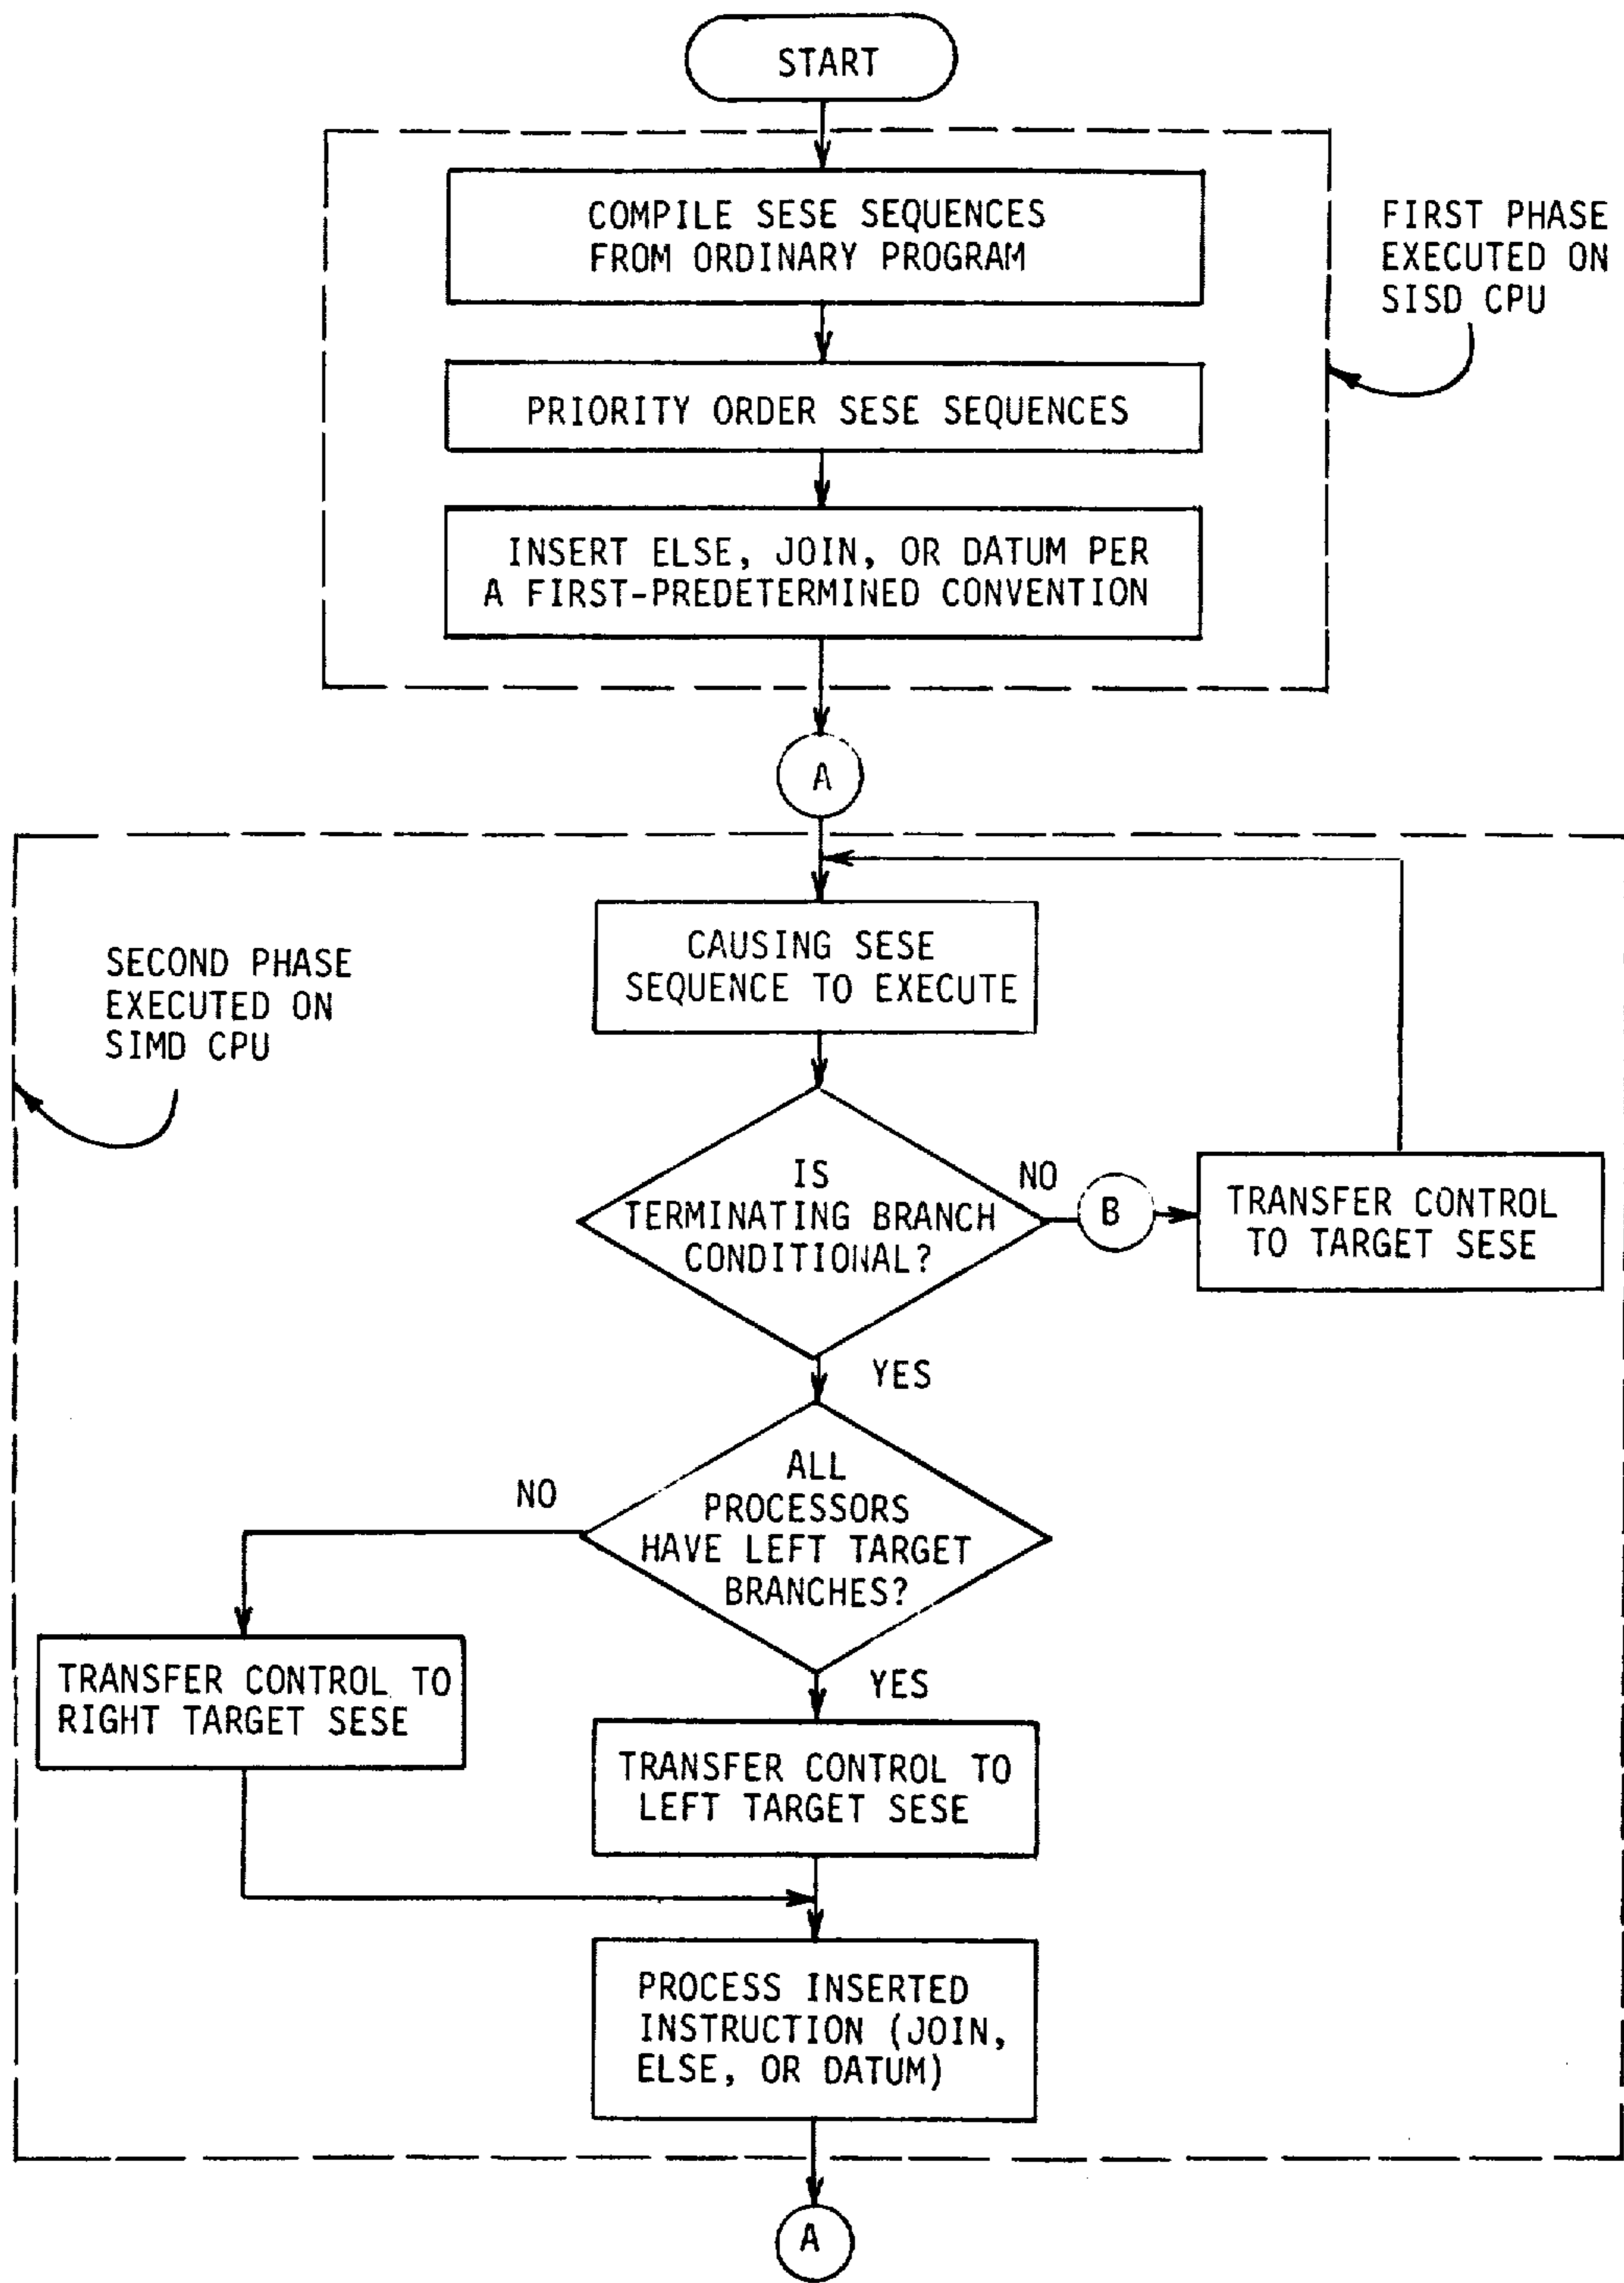 START
COMPILE SESE SEQUENCES
FROM ORDINARY PROGRAM
FIRST PHASE
EXECUTED ON
SISD CPU
PRIORITY ORDER SESE SEQUENCES
INSERT ELSE, JOIN, OR DATUM PER
A FIRST-PREDETERMINED CONVENTION
A
CAUSING SESE
SEQUENCE TO EXECUTE
SECOND PHASE
EXECUTED ON
SIMD CPU
IS
TERMINATING BRANCH
CONDITIONAL?
NO
B
TRANSFER CONTROL
TO TARGET SESE
YES
ALL
PROCESSORS
HAVE LEFT TARGET
BRANCHES?
NO
TRANSFER CONTROL TO
RIGHT TARGET SESE
YES
TRANSFER CONTROL TO
LEFT TARGET SESE
PROCESS INSERTED
INSTRUCTION (JOIN,
ELSE, OR DATUM)
A